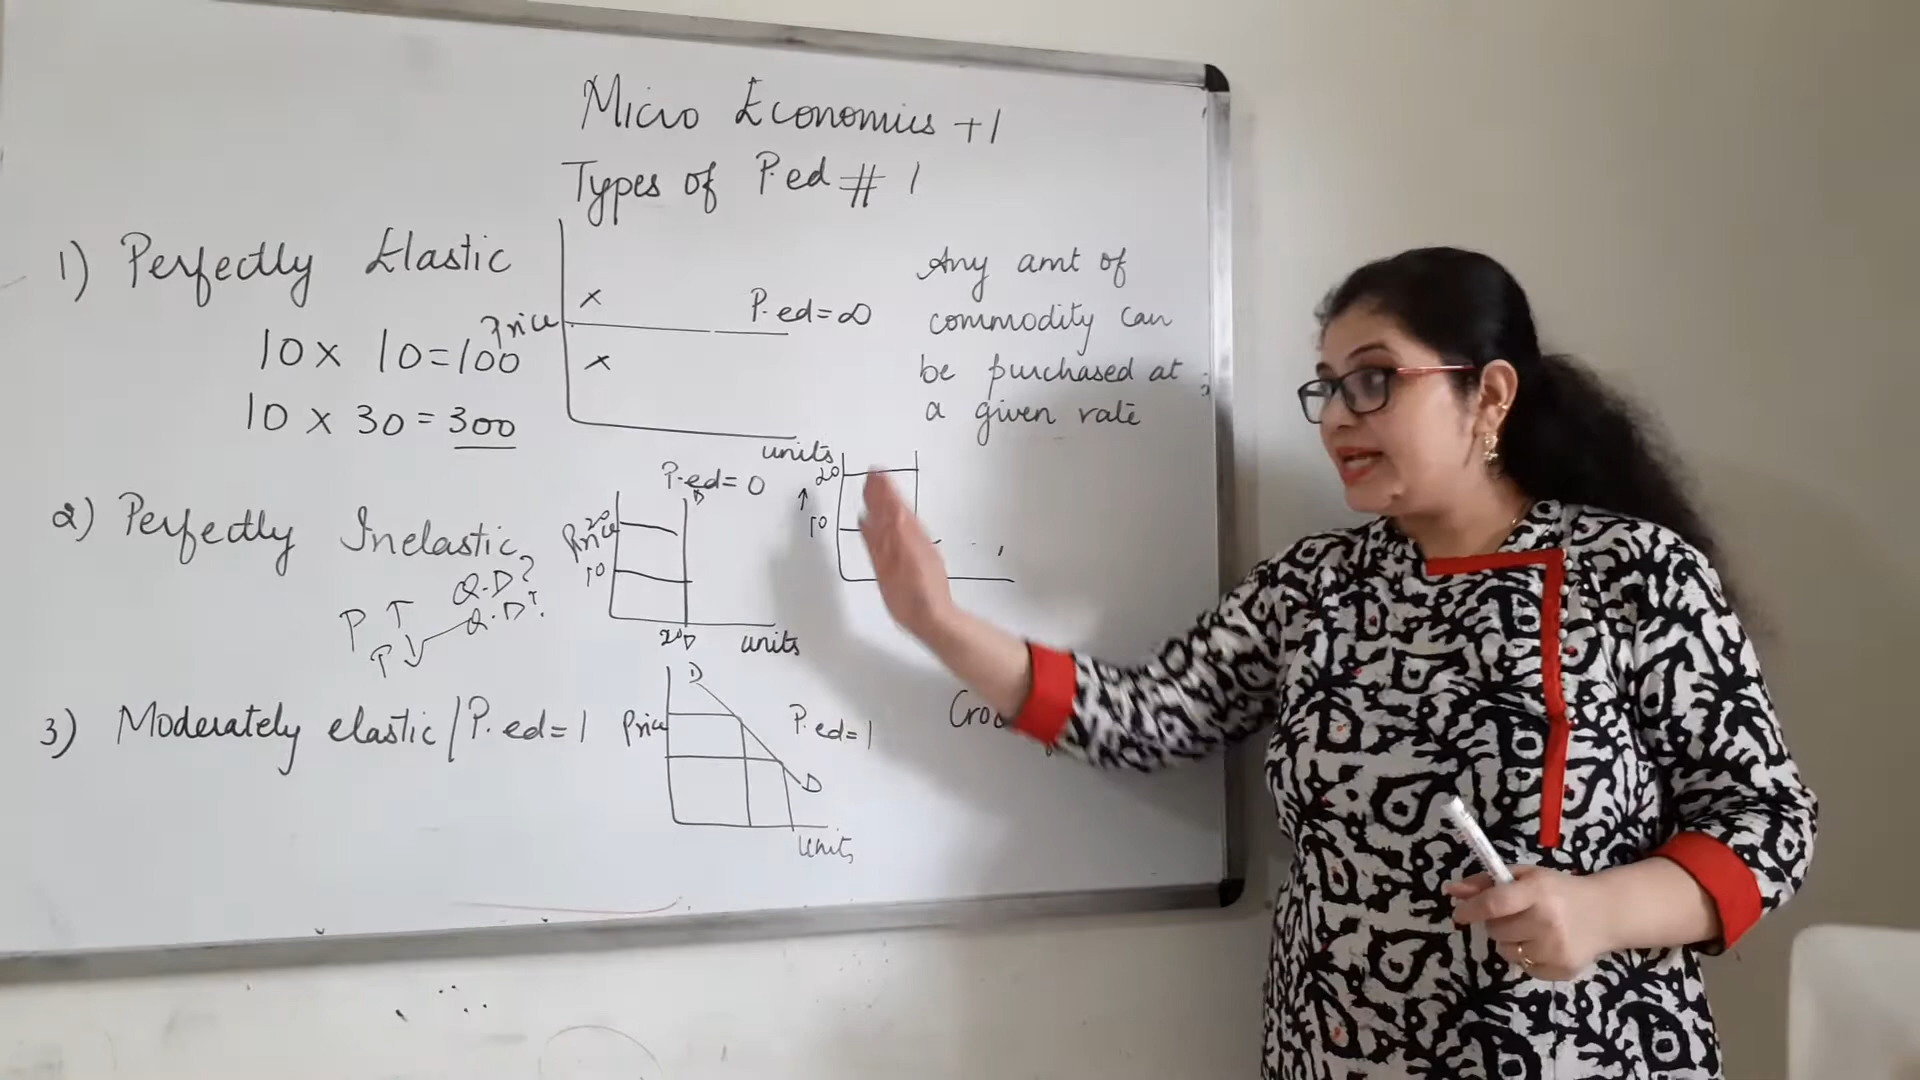 Micro Economics +1
Types of P.ed # 1
1) Perfectly Elastic
10 x 10 = 100
10 x 30 = 300
Price
x
x
P.ed = ∞
units
Any amt of
commodity can
be purchased at
a given rate
2) Perfectly Inelastic
P ↑ Q.D?
P ↓ Q.D?
P.ed = 0
D
Price
20
10
20 D
units
20
↑
10
3) Moderately elastic / P.ed = 1
Price
D
D
P.ed = 1
units